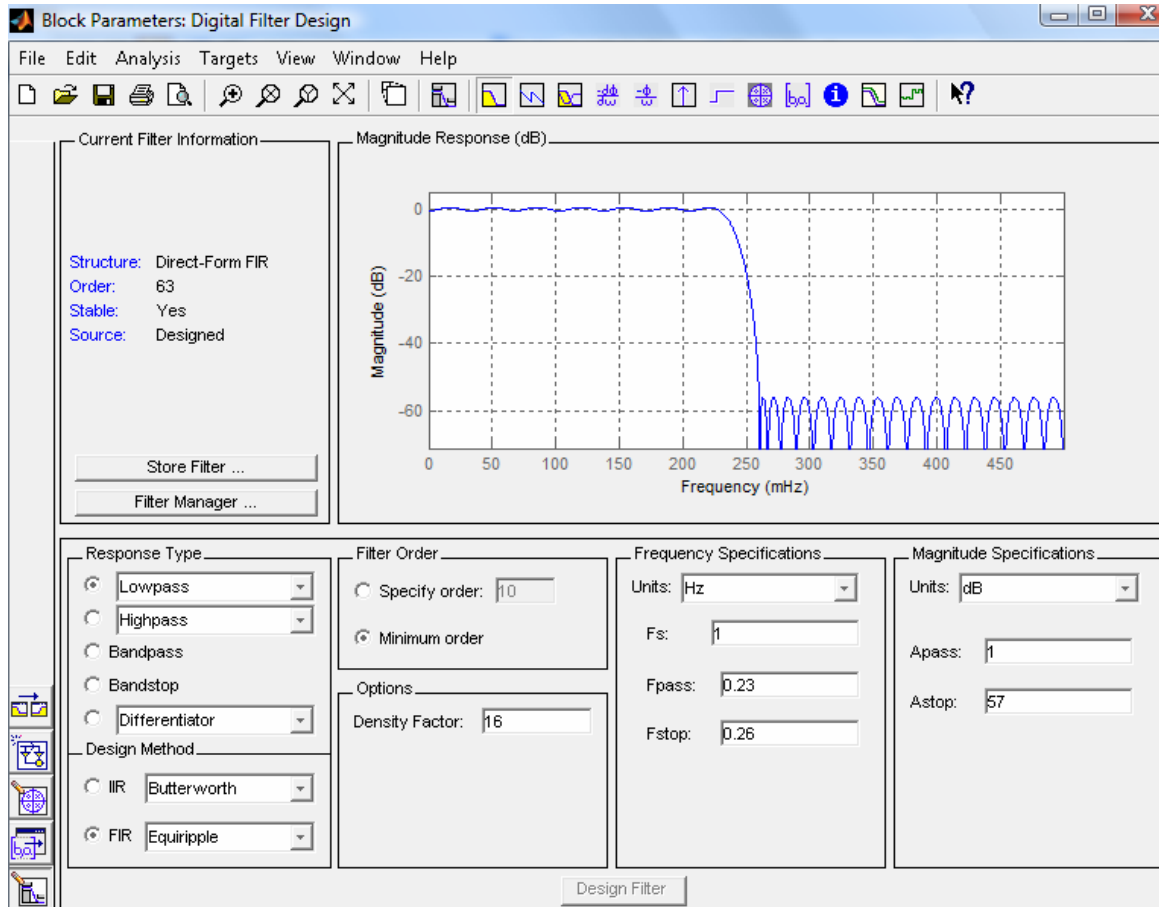 Block Parameters: Digital Filter Design
File Edit Analysis Targets View Window Help
Current Filter Information
Structure: Direct-Form FIR
Order: 63
Stable: Yes
Source: Designed
Store Filter ...
Filter Manager ...
Magnitude Response (dB)
Magnitude (dB)
0
-20
-40
-60
0 50 100 150 200 250 300 350 400 450
Frequency (mHz)
Response Type
Lowpass
Highpass
Bandpass
Bandstop
Differentiator
Design Method
IIR Butterworth
FIR Equiripple
Filter Order
Specify order: 10
Minimum order
Options
Density Factor: 16
Frequency Specifications
Units: Hz
Fs: 1
Fpass: 0.23
Fstop: 0.26
Magnitude Specifications
Units: dB
Apass: 1
Astop: 57
Design Filter